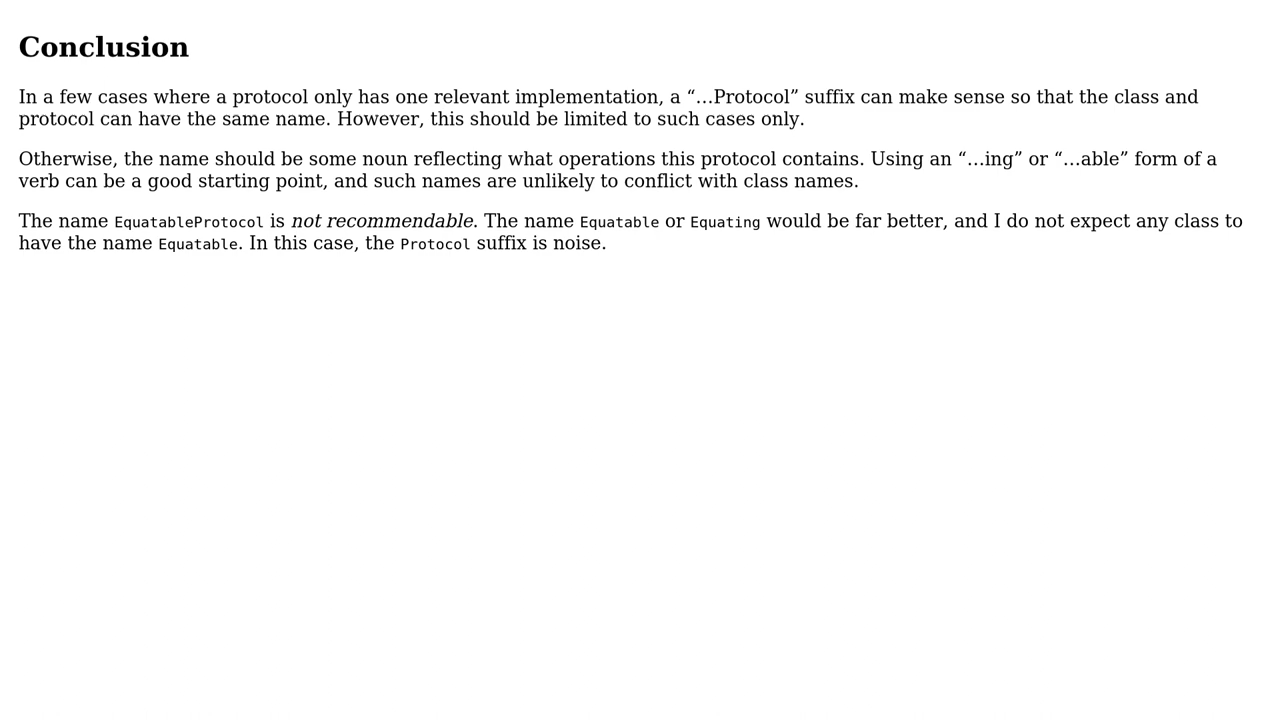 Conclusion
In a few cases where a protocol only has one relevant implementation, a “…Protocol” suffix can make sense so that the class and
protocol can have the same name. However, this should be limited to such cases only.
Otherwise, the name should be some noun reflecting what operations this protocol contains. Using an “…ing” or “…able” form of a
verb can be a good starting point, and such names are unlikely to conflict with class names.
The name EquatableProtocol is not recommendable. The name Equatable or Equating would be far better, and I do not expect any class to
have the name Equatable. In this case, the Protocol suffix is noise.